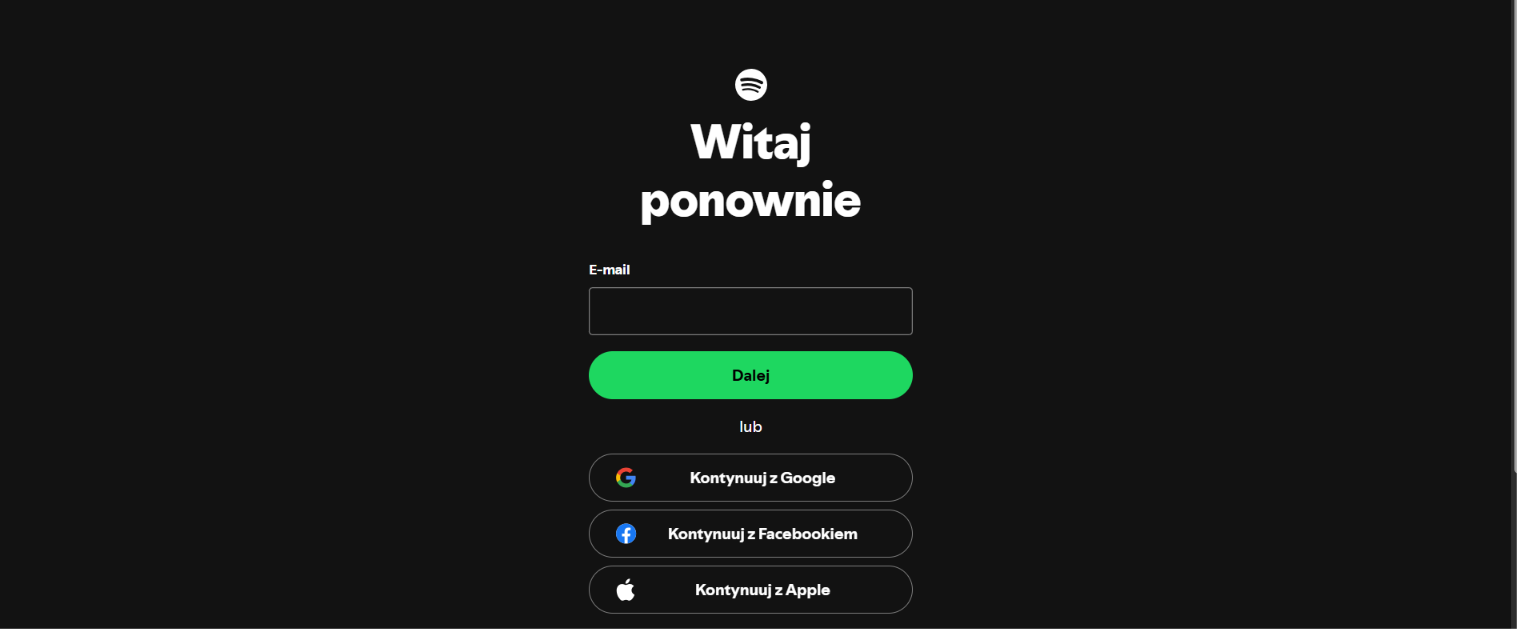 Witaj
ponownie
E-mail
Dalej
lub
Kontynuuj z Google
Kontynuuj z Facebookiem
Kontynuuj z Apple